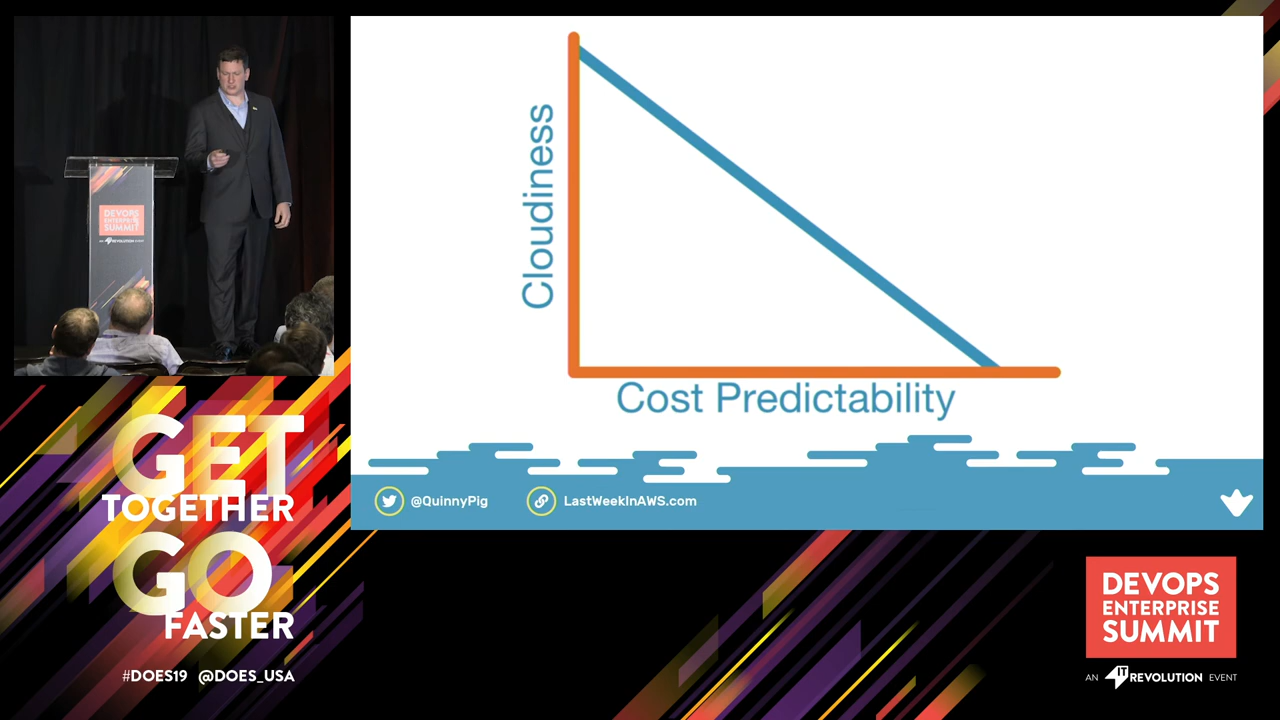 Cloudiness
Cost Predictability
@QuinnyPig
LastWeekInAWS.com
DEVOPS
ENTERPRISE
SUMMIT
GET
TOGETHER
GO
FASTER
#DOES19 @DOES_USA
DEVOPS
ENTERPRISE
SUMMIT
AN IT REVOLUTION EVENT